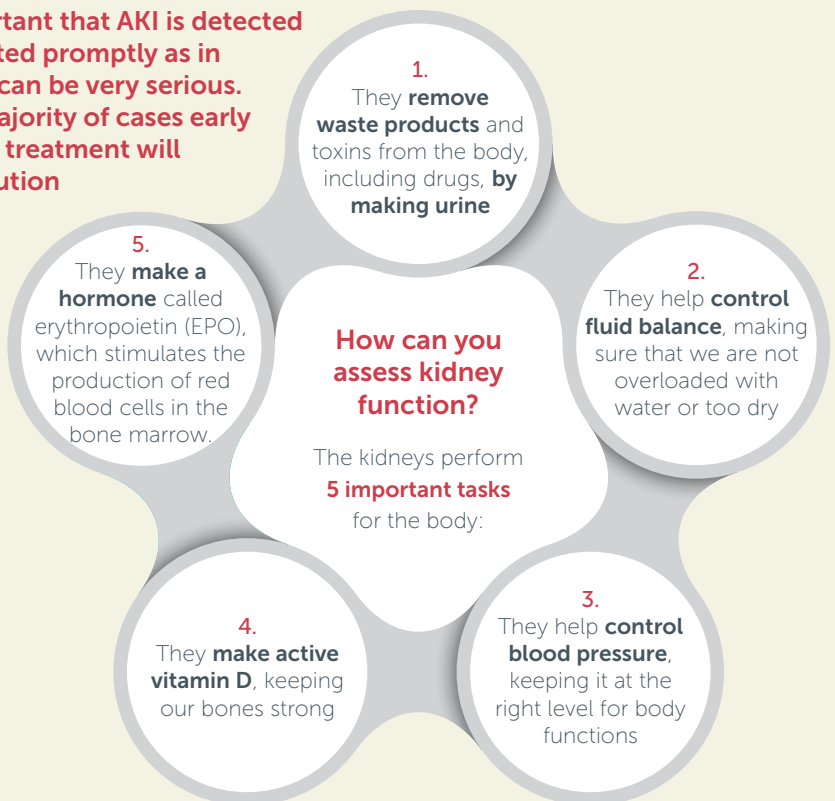 rtant that AKI is detected
ted promptly as in
can be very serious.
ajority of cases early
treatment will
ution
1.
They remove
waste products and
toxins from the body,
including drugs, by
making urine
2.
They help control
fluid balance, making
sure that we are not
overloaded with
water or too dry
3.
They help control
blood pressure,
keeping it at the
right level for body
functions
4.
They make active
vitamin D, keeping
our bones strong
5.
They make a
hormone called
erythropoietin (EPO),
which stimulates the
production of red
blood cells in the
bone marrow.
How can you
assess kidney
function?
The kidneys perform
5 important tasks
for the body: